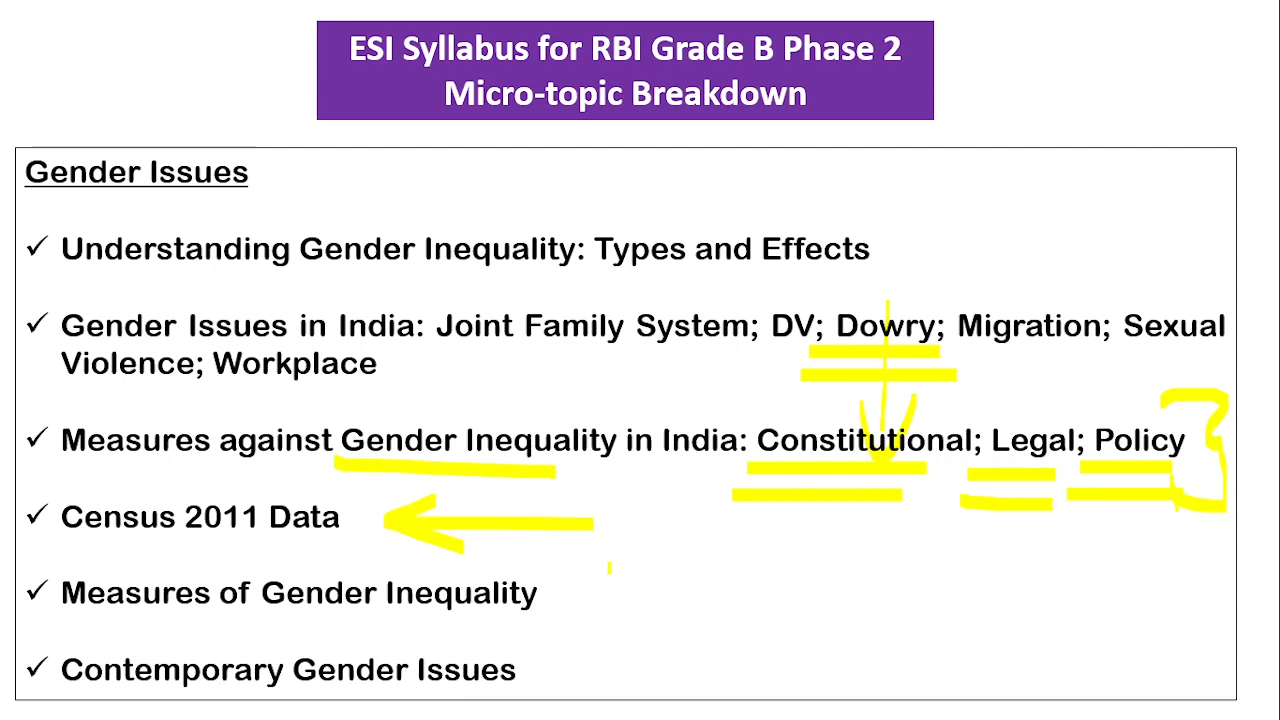 ESI Syllabus for RBI Grade B Phase 2
Micro-topic Breakdown
Gender Issues
✓ Understanding Gender Inequality: Types and Effects
✓ Gender Issues in India: Joint Family System; DV; Dowry; Migration; Sexual
Violence; Workplace
✓ Measures against Gender Inequality in India: Constitutional; Legal; Policy
✓ Census 2011 Data
✓ Measures of Gender Inequality
✓ Contemporary Gender Issues